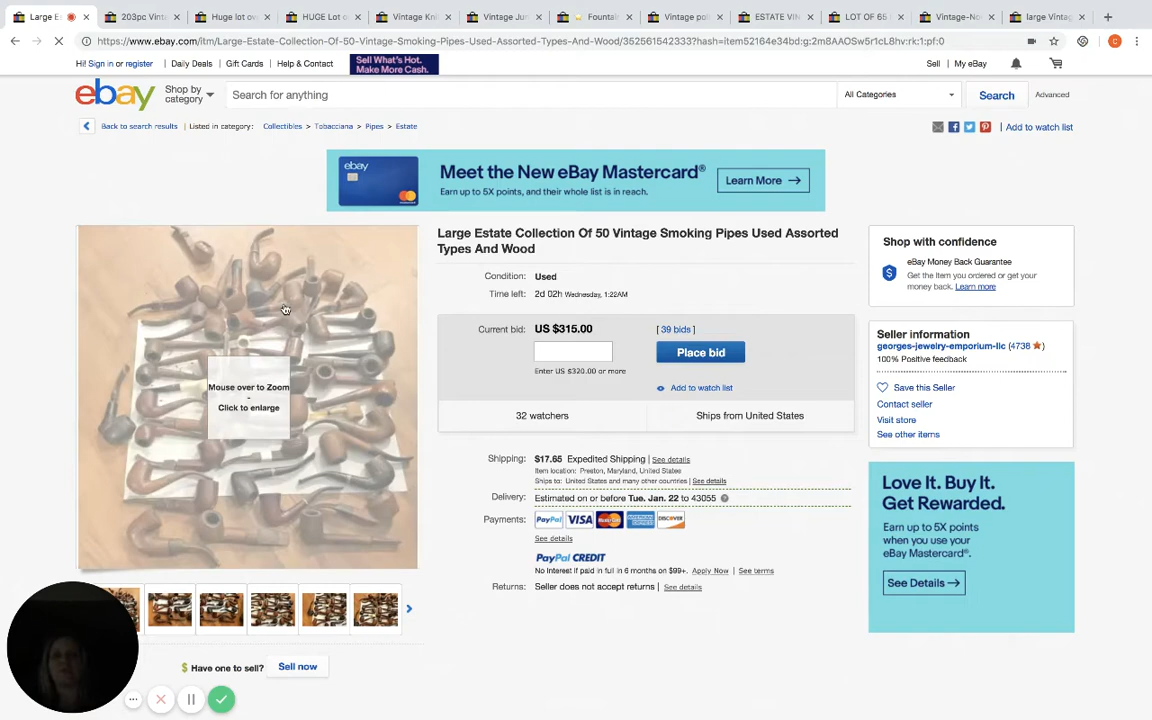 Large Es
203pc Vinta
Huge lot ov
HUGE Lot o
Vintage Kni
Vintage Jun
Fountai
Vintage po
ESTATE VIN
LOT OF 65
Vintage-No
large Vintag
https://www.ebay.com/itm/Large-Estate-Collection-Of-50-Vintage-Smoking-Pipes-Used-Assorted-Types-And-Wood/352561542333?hash=item52164e34bd:g:2m8AAOSw5r1cL8hv:rk:1:pf:0
C
Hi! Sign in or register
Daily Deals
Gift Cards
Help & Contact
Sell What's Hot.
Make More Cash.
Sell
My eBay
ebay
Shop by
category
Search for anything
All Categories
Search
Advanced
Back to search results
Listed in category:
Collectibles > Tobacciana > Pipes > Estate
Add to watch list
ebay
Meet the New eBay Mastercard®
Earn up to 5X points, and their whole list is in reach.
Learn More
Large Estate Collection Of 50 Vintage Smoking Pipes Used Assorted
Types And Wood
Condition: Used
Time left: 2d 02h Wednesday, 1:22AM
Current bid: US $315.00 [ 39 bids ]
Place bid
Enter US $320.00 or more
Add to watch list
32 watchers
Ships from United States
Shipping: $17.65 Expedited Shipping | See details
Item location: Preston, Maryland, United States
Ships to: United States and many other countries | See details
Delivery: Estimated on or before Tue. Jan. 22 to 43055
Payments: PayPal VISA MasterCard DISCOVER
See details
PayPal CREDIT
No Interest if paid in full in 6 months on $99+. Apply Now | See terms
Returns: Seller does not accept returns | See details
Shop with confidence
eBay Money Back Guarantee
Get the item you ordered or get your
money back. Learn more
Seller information
georges-jewelry-emporium-llc (4738 )
100% Positive feedback
Save this Seller
Contact seller
Visit store
See other items
Love It. Buy It.
Get Rewarded.
Earn up to 5X
points when
you use your
eBay Mastercard®.
See Details
Mouse over to Zoom
-
Click to enlarge
Have one to sell?
Sell now